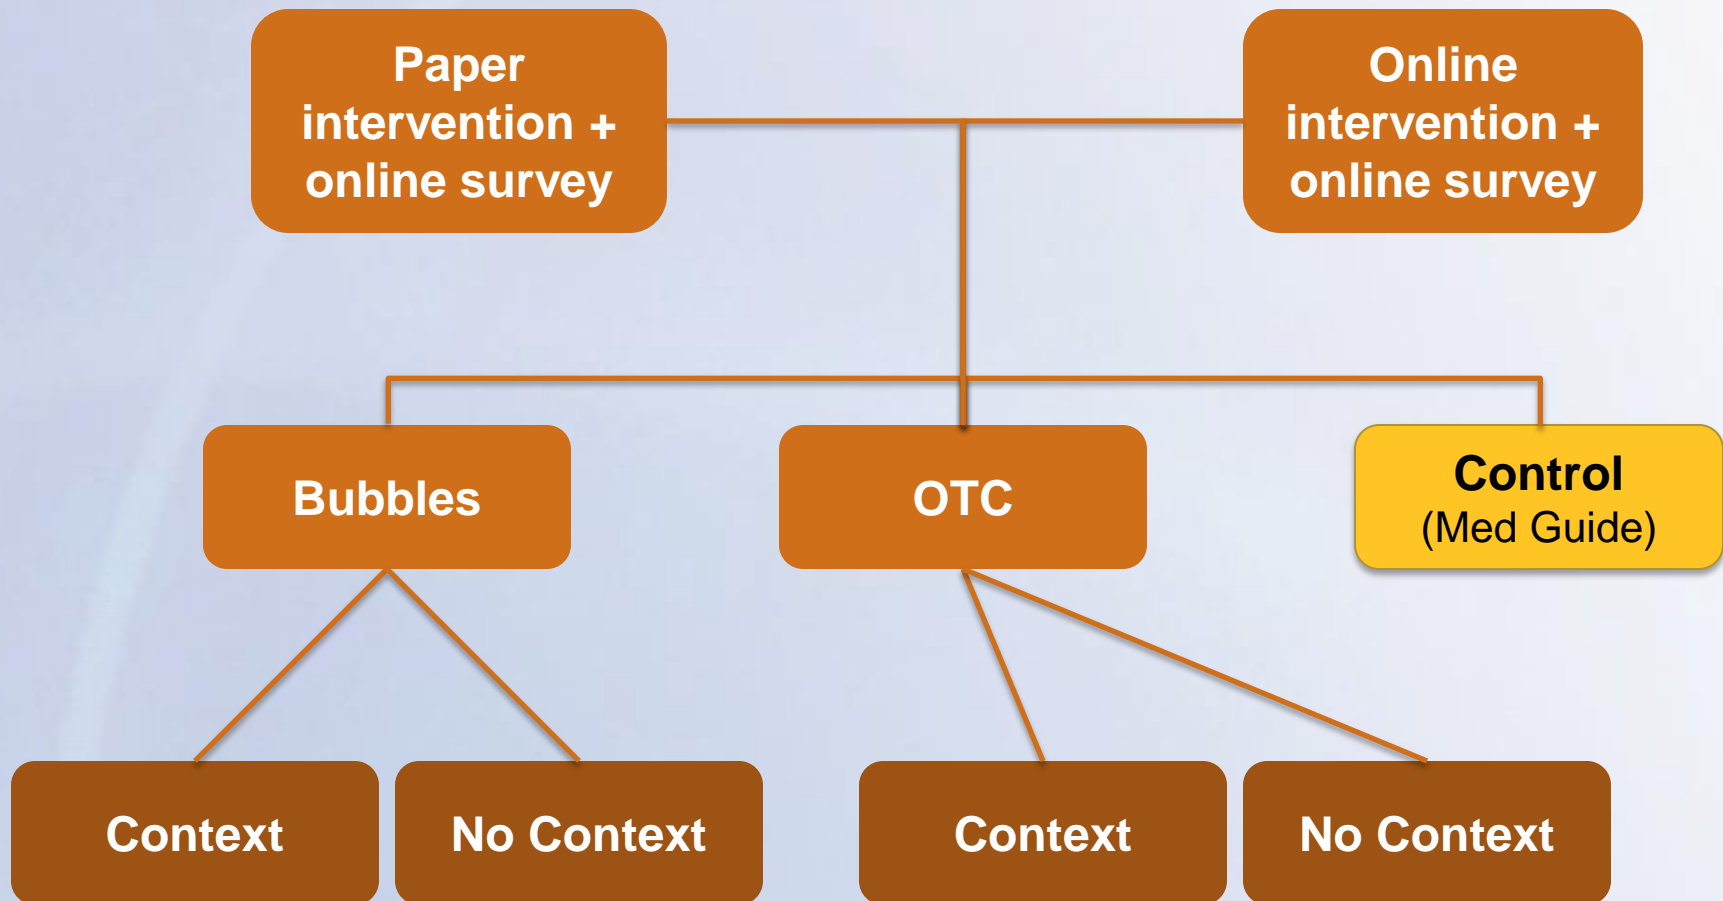 Paper
intervention +
online survey
Online
intervention +
online survey
Bubbles
OTC
Control
(Med Guide)
Context
No Context
Context
No Context